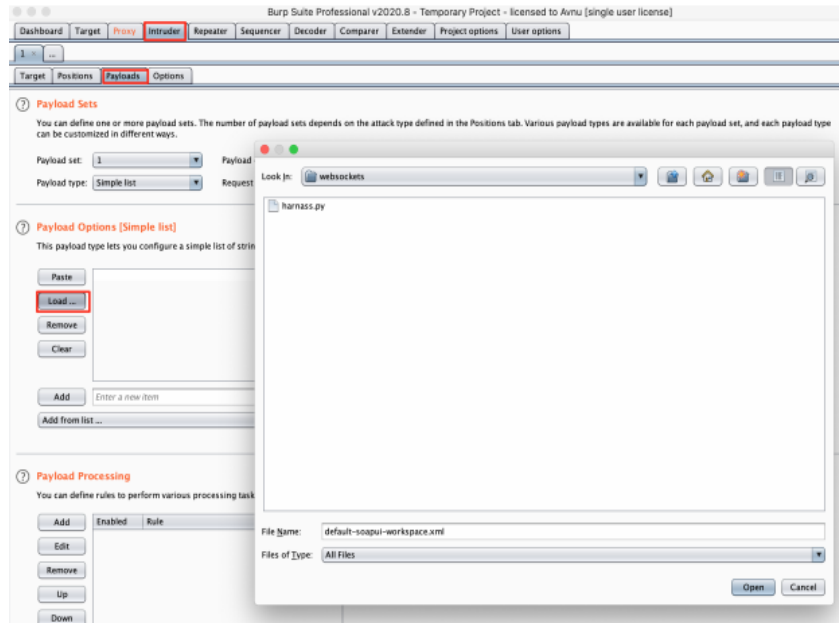 Burp Suite Professional v2020.8 - Temporary Project - licensed to Avnu [single user license]
Dashboard Target Proxy Intruder Repeater Sequencer Decoder Comparer Extender Project options User options
1 × ...
Target Positions Payloads Options
? Payload Sets
You can define one or more payload sets. The number of payload sets depends on the attack type defined in the Positions tab. Various payload types are available for each payload set, and each payload type
can be customized in different ways.
Payload set: 1 Payload
Payload type: Simple list Request
Look In: websockets
harnass.py
? Payload Options [Simple list]
This payload type lets you configure a simple list of strin
Paste
Load ...
Remove
Clear
Add Enter a new item
Add from list ...
? Payload Processing
You can define rules to perform various processing task
Add Enabled Rule
Edit
Remove
Up
Down
File Name: default-soapui-workspace.xml
Files of Type: All Files
Open Cancel